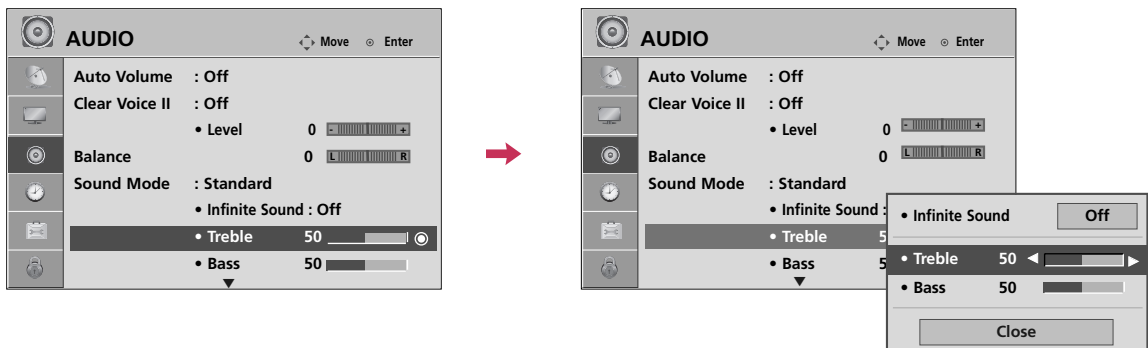 AUDIO
Move Enter
Auto Volume : Off
Clear Voice II : Off
• Level 0 - +
Balance 0 L R
Sound Mode : Standard
• Infinite Sound : Off
• Treble 50
• Bass 50
AUDIO
Move Enter
Auto Volume : Off
Clear Voice II : Off
• Level 0 - +
Balance 0 L R
Sound Mode : Standard
• Infinite Sound :
• Treble 5
• Bass 5
• Infinite Sound Off
• Treble 50
• Bass 50
Close